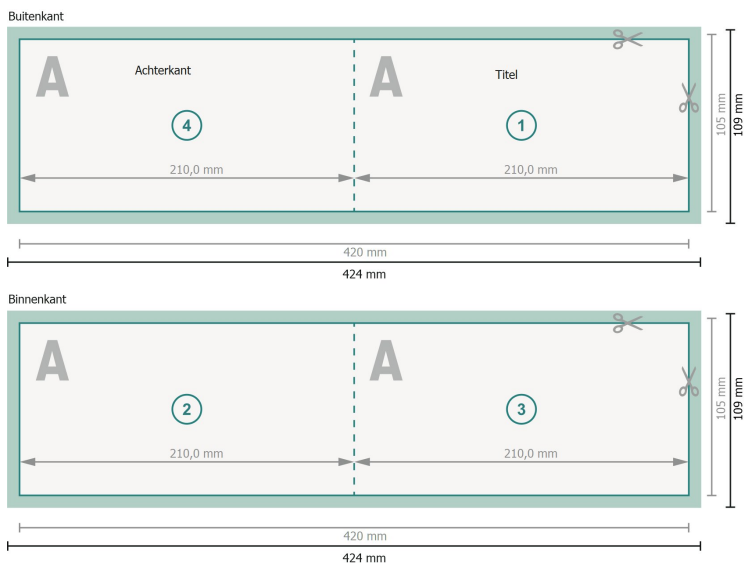 Buitenkant
A
Achterkant
A
Titel
4
1
210,0 mm
210,0 mm
105 mm
109 mm
420 mm
424 mm
Binnenkant
A
A
2
3
210,0 mm
210,0 mm
105 mm
109 mm
420 mm
424 mm